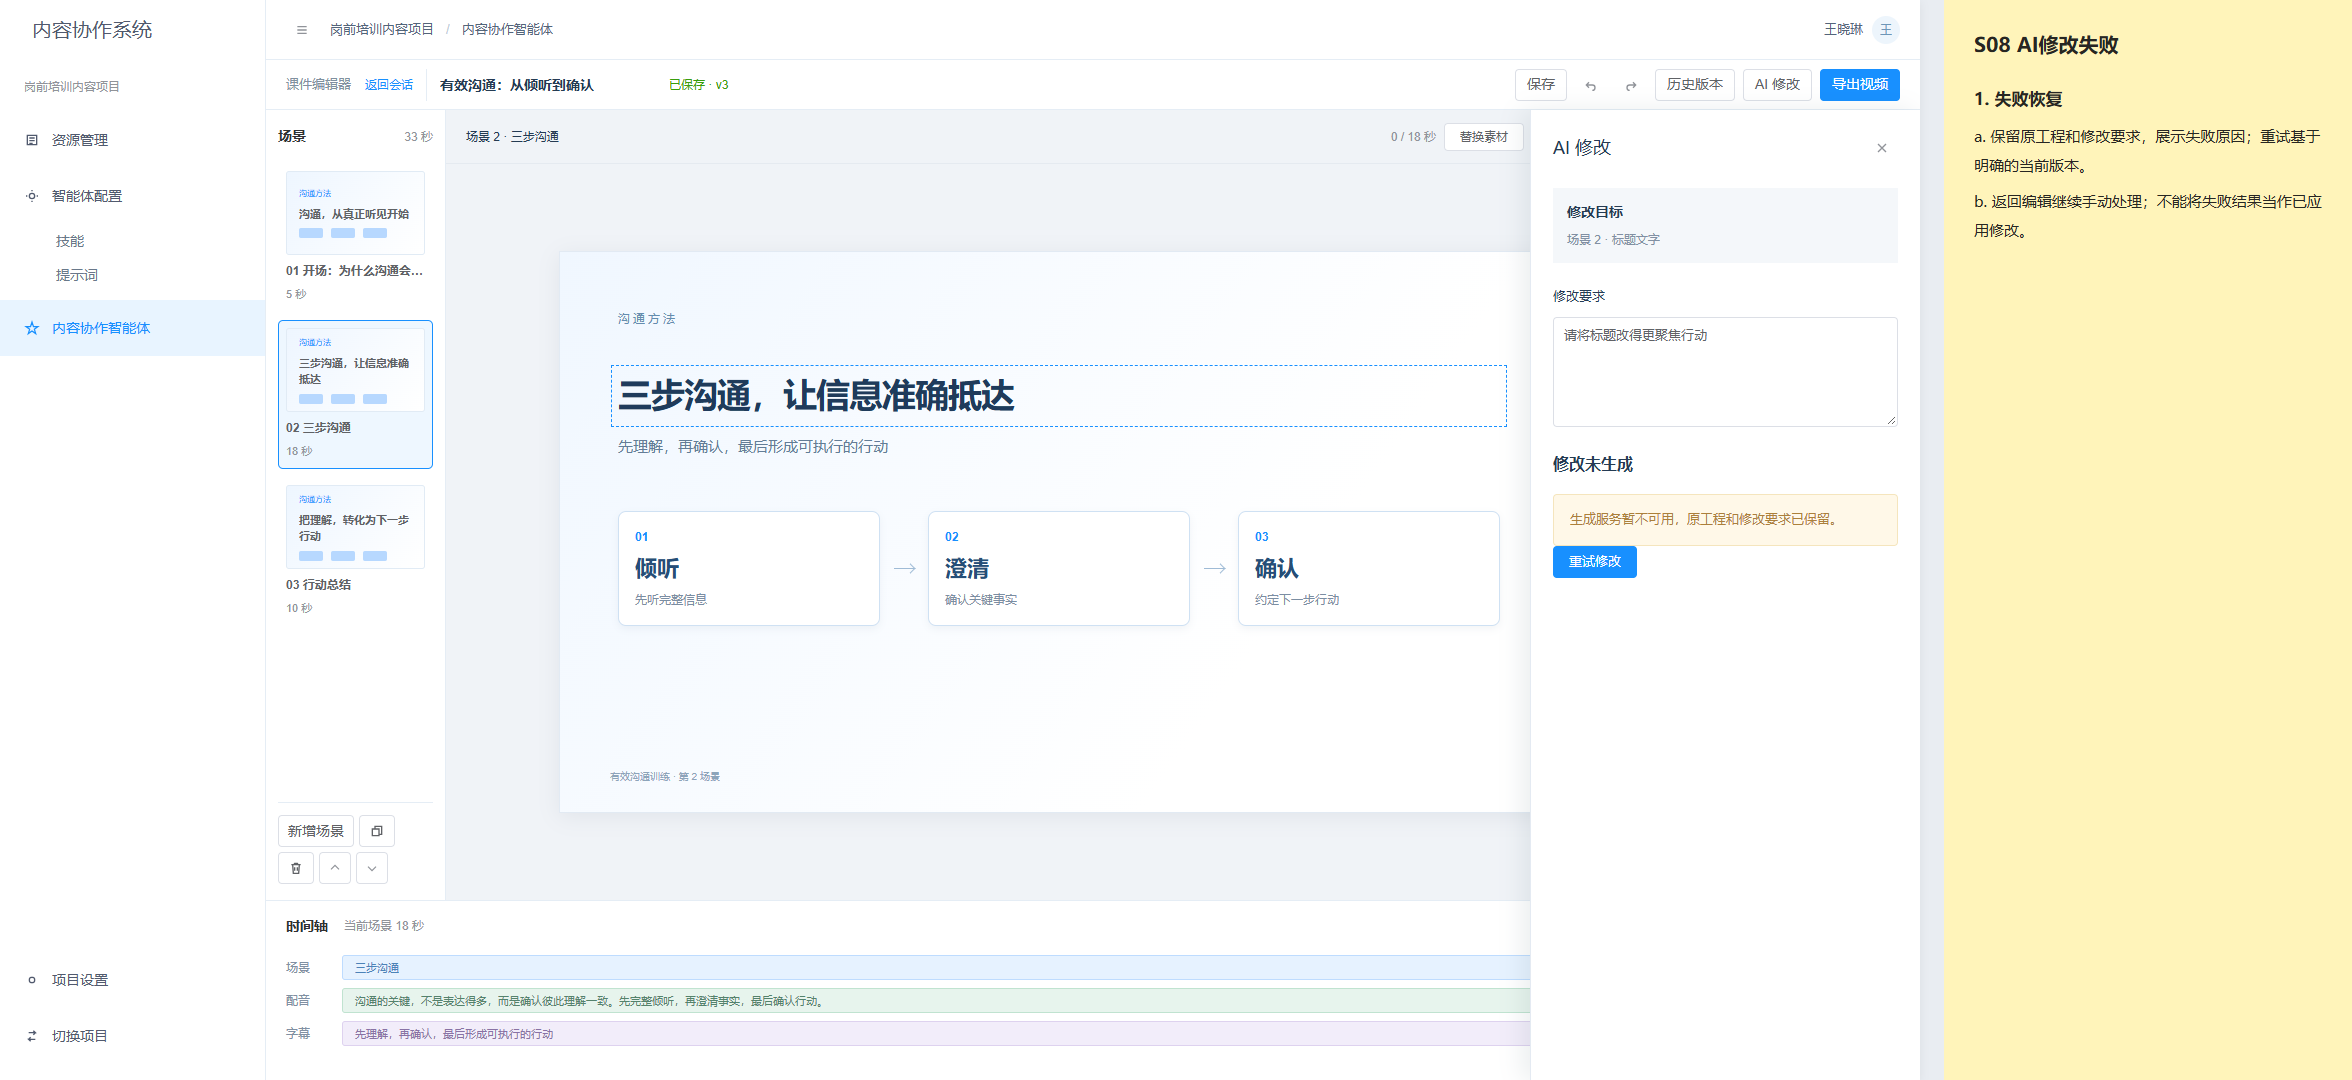 内容协作系统
岗前培训内容项目
资源管理
智能体配置
技能
提示词
内容协作智能体
项目设置
切换项目
岗前培训内容项目 / 内容协作智能体
王晓琳 王
课件编辑器 返回会话 有效沟通：从倾听到确认 已保存 · v3
保存 历史版本 AI 修改 导出视频
场景 33 秒
沟通方法
沟通，从真正听见开始
01 开场：为什么沟通会...
5 秒
沟通方法
三步沟通，让信息准确
抵达
02 三步沟通
18 秒
沟通方法
把理解，转化为下一步
行动
03 行动总结
10 秒
新增场景
场景 2 · 三步沟通 0 / 18 秒 替换素材
沟通方法
三步沟通，让信息准确抵达
先理解，再确认，最后形成可执行的行动
01
倾听
先听完整信息
02
澄清
确认关键事实
03
确认
约定下一步行动
有效沟通训练 · 第 2 场景
时间轴 当前场景 18 秒
场景 三步沟通
配音 沟通的关键，不是表达得多，而是确认彼此理解一致。先完整倾听，再澄清事实，最后确认行动。
字幕 先理解，再确认，最后形成可执行的行动
AI 修改
修改目标
场景 2 · 标题文字
修改要求
请将标题改得更聚焦行动
修改未生成
生成服务暂不可用，原工程和修改要求已保留。
重试修改
S08 AI修改失败
1. 失败恢复
a. 保留原工程和修改要求，展示失败原因；重试基于
明确的当前版本。
b. 返回编辑继续手动处理；不能将失败结果当作已应
用修改。